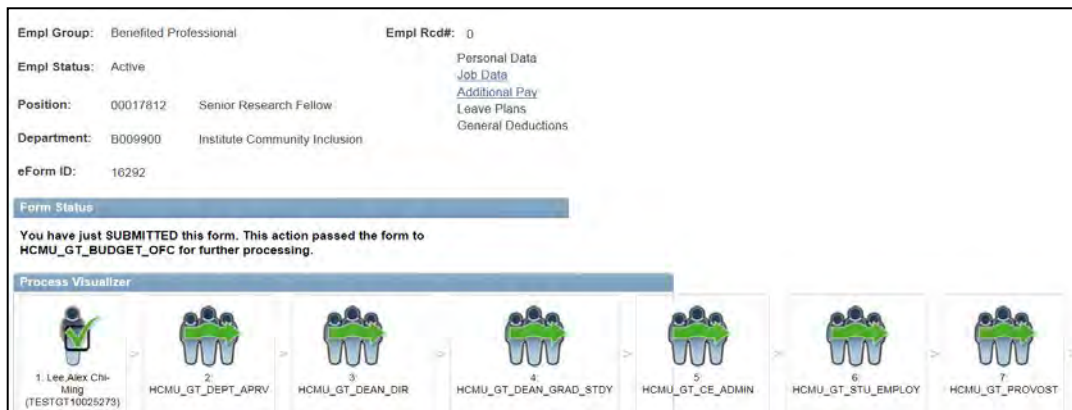 Empl Group: Benefited Professional Empl Rcd#: 0
Personal Data
Empl Status: Active
Job Data
Additional Pay
Position: 00017812 Senior Research Fellow
Leave Plans
General Deductions
Department: B009900 Institute Community Inclusion
eForm ID: 16292
Form Status
You have just SUBMITTED this form. This action passed the form to
HCMU_GT_BUDGET_OFC for further processing.
Process Visualizer
1. Lee,Alex Chi-
Ming
(TESTGT10025273)
2.
HCMU_GT_DEPT_APRV
3.
HCMU_GT_DEAN_DIR
4.
HCMU_GT_DEAN_GRAD_STDY
5.
HCMU_GT_CE_ADMIN
6.
HCMU_GT_STU_EMPLOY
7.
HCMU_GT_PROVOST